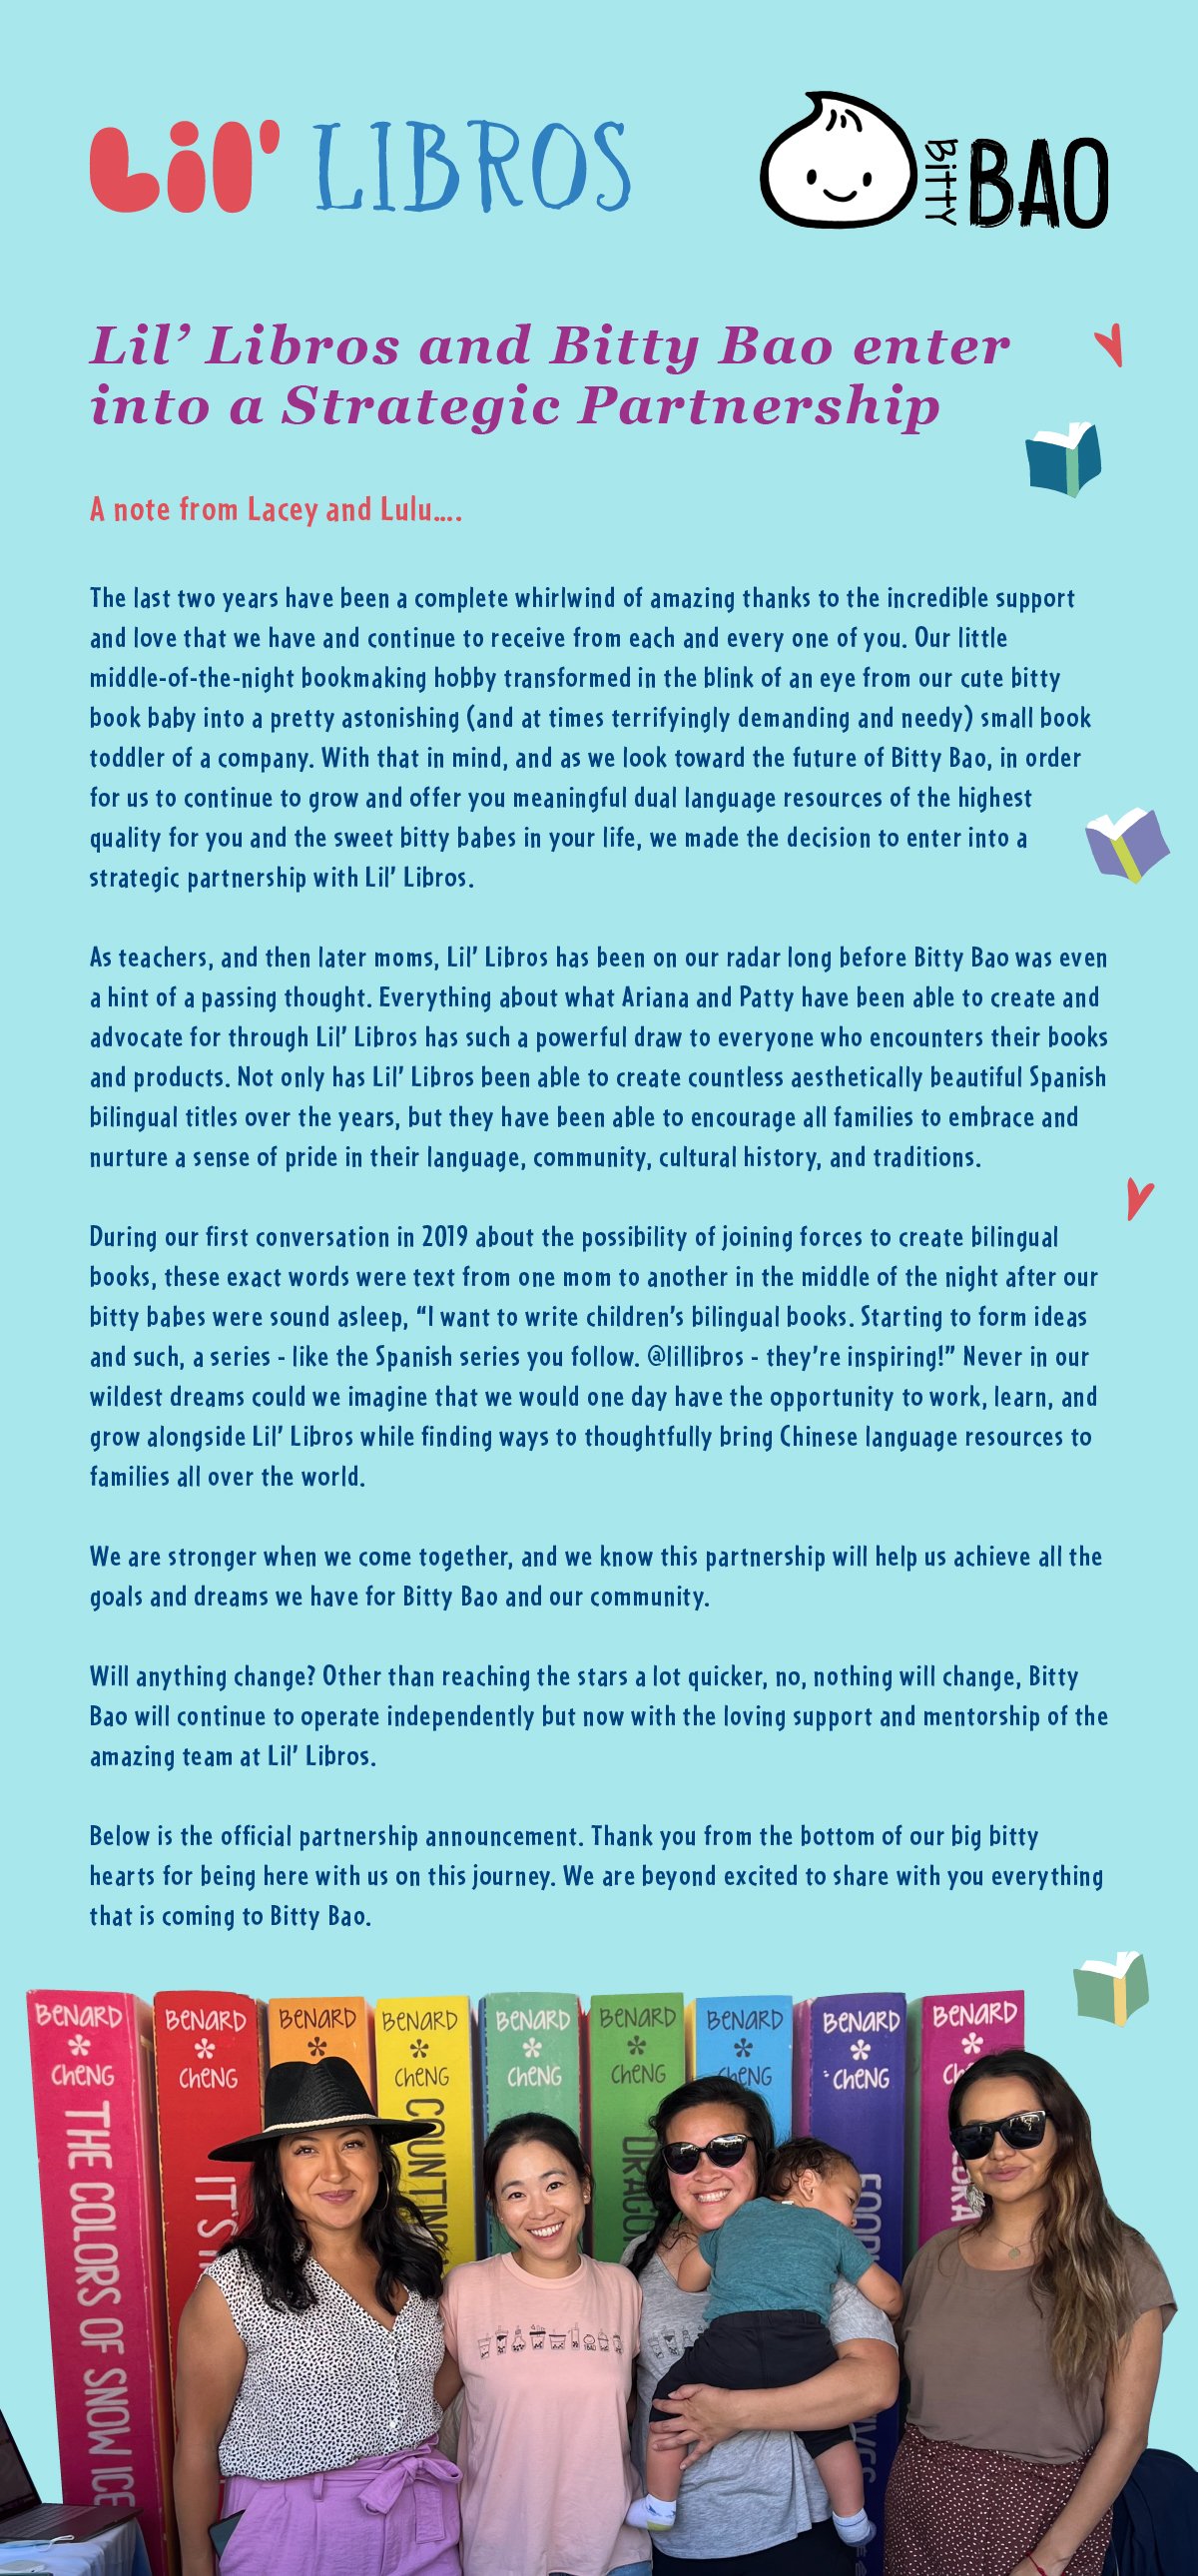 Lil' LIBROS
Bitty BAO
Lil’ Libros and Bitty Bao enter
into a Strategic Partnership
A note from Lacey and Lulu....
The last two years have been a complete whirlwind of amazing thanks to the incredible support
and love that we have and continue to receive from each and every one of you. Our little
middle-of-the-night bookmaking hobby transformed in the blink of an eye from our cute bitty
book baby into a pretty astonishing (and at times terrifyingly demanding and needy) small book
toddler of a company. With that in mind, and as we look toward the future of Bitty Bao, in order
for us to continue to grow and offer you meaningful dual language resources of the highest
quality for you and the sweet bitty babes in your life, we made the decision to enter into a
strategic partnership with Lil’ Libros.
As teachers, and then later moms, Lil’ Libros has been on our radar long before Bitty Bao was even
a hint of a passing thought. Everything about what Ariana and Patty have been able to create and
advocate for through Lil’ Libros has such a powerful draw to everyone who encounters their books
and products. Not only has Lil’ Libros been able to create countless aesthetically beautiful Spanish
bilingual titles over the years, but they have been able to encourage all families to embrace and
nurture a sense of pride in their language, community, cultural history, and traditions.
During our first conversation in 2019 about the possibility of joining forces to create bilingual
books, these exact words were text from one mom to another in the middle of the night after our
bitty babes were sound asleep, “I want to write children’s bilingual books. Starting to form ideas
and such, a series - like the Spanish series you follow. @lillibros - they’re inspiring!” Never in our
wildest dreams could we imagine that we would one day have the opportunity to work, learn, and
grow alongside Lil’ Libros while finding ways to thoughtfully bring Chinese language resources to
families all over the world.
We are stronger when we come together, and we know this partnership will help us achieve all the
goals and dreams we have for Bitty Bao and our community.
Will anything change? Other than reaching the stars a lot quicker, no, nothing will change, Bitty
Bao will continue to operate independently but now with the loving support and mentorship of the
amazing team at Lil’ Libros.
Below is the official partnership announcement. Thank you from the bottom of our big bitty
hearts for being here with us on this journey. We are beyond excited to share with you everything
that is coming to Bitty Bao.
BENARD * CHENG THE COLORS OF SNOW ICE
BENARD * CHENG IT'S
BENARD * CHENG
BENARD * CHENG COUNTING
BENARD * CHENG
BENARD * CHENG DRAGO
BENARD * CHENG
BENARD * CHENG
BENARD * CH